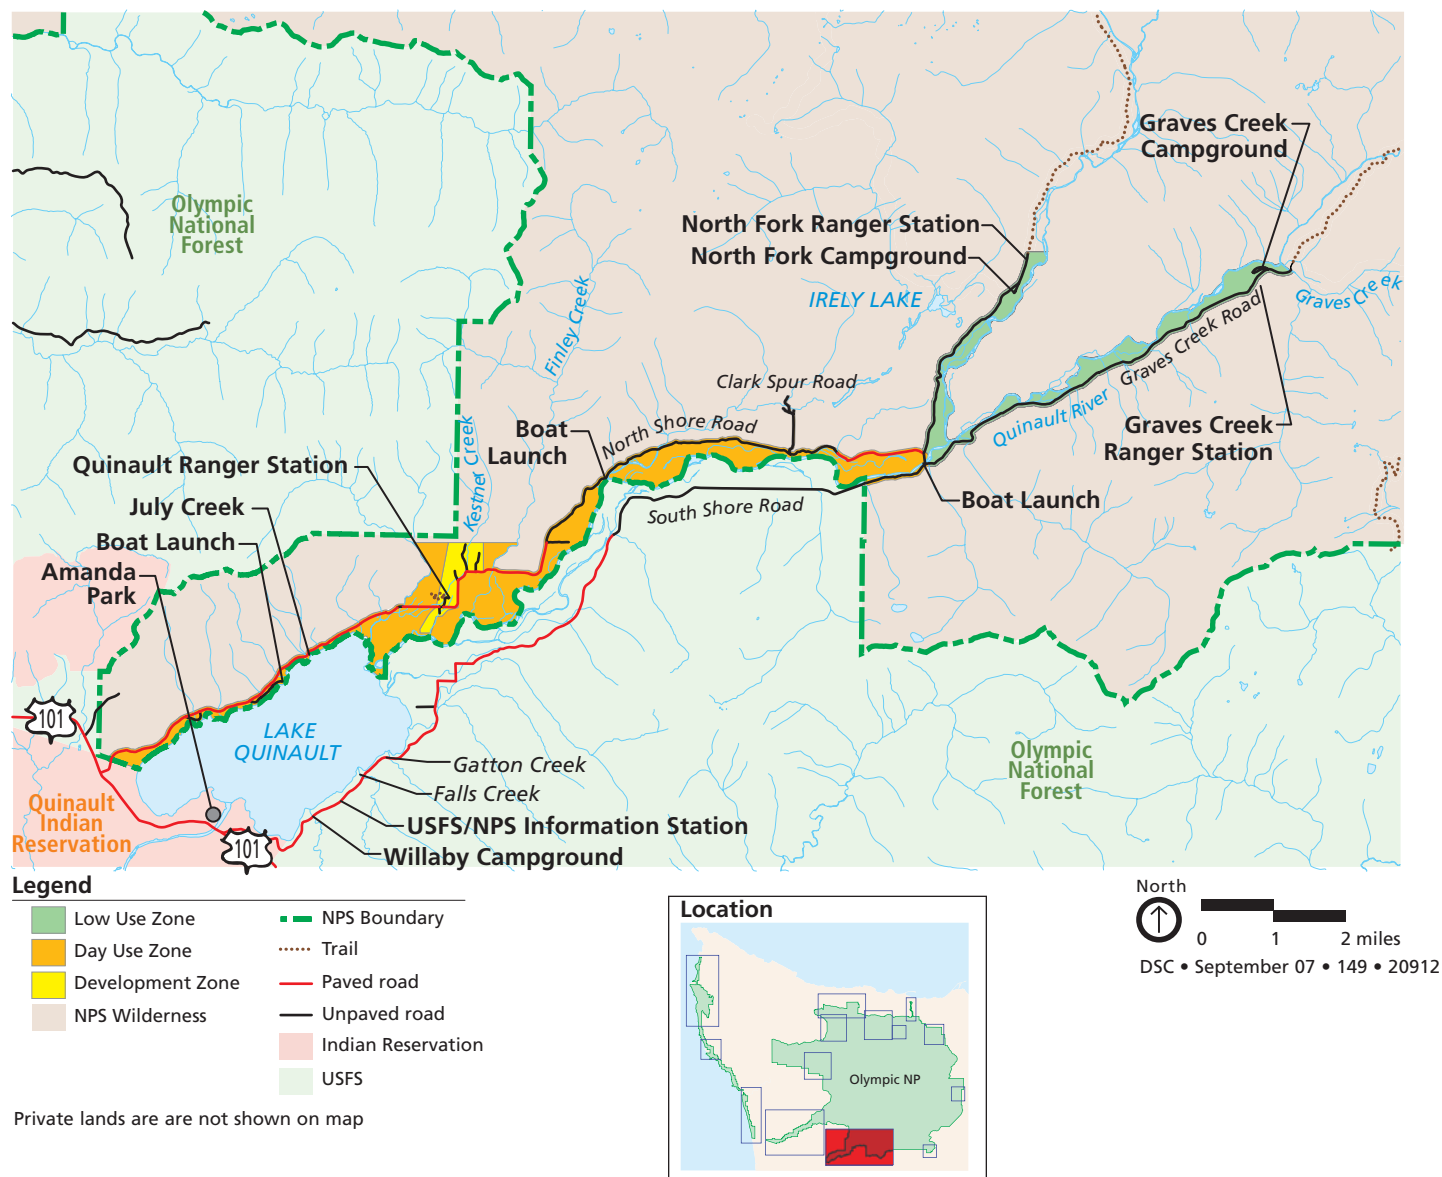 Graves Creek
Campground
Olympic
National
Forest
North Fork Ranger Station
North Fork Campground
IRELY LAKE
Graves Creek
Finley Creek
Graves Creek Road
Clark Spur Road
Quinault River
North Shore Road
Boat
Launch
Graves Creek
Ranger Station
Kestner Creek
Quinault Ranger Station
July Creek
South Shore Road
Boat Launch
Boat Launch
Amanda
Park
101
LAKE
QUINAULT
Olympic
National
Forest
Gatton Creek
Falls Creek
Quinault
Indian
Reservation
USFS/NPS Information Station
101
Willaby Campground
Legend
Low Use Zone
Day Use Zone
Development Zone
NPS Wilderness
NPS Boundary
Trail
Paved road
Unpaved road
Indian Reservation
USFS
Private lands are are not shown on map
Location
Olympic NP
North
0 1 2 miles
DSC • September 07 • 149 • 20912